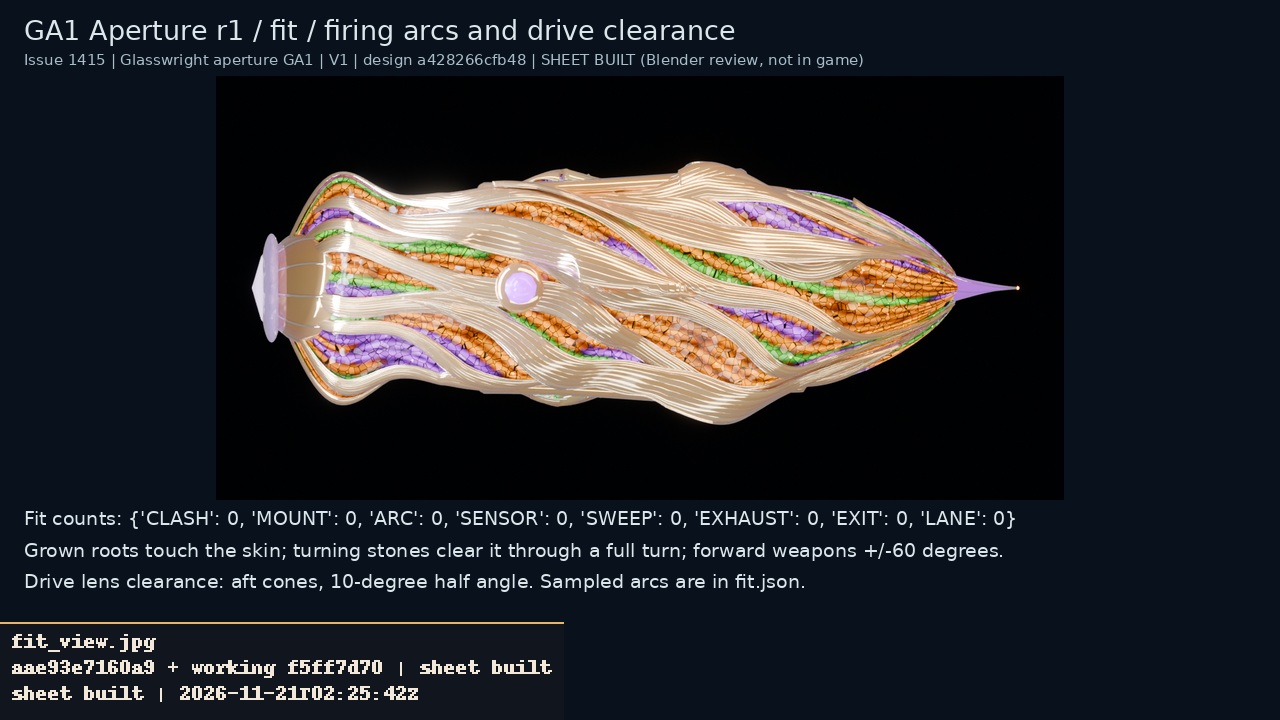 GA1 Aperture r1 / fit / firing arcs and drive clearance
Issue 1415 | Glasswright aperture GA1 | V1 | design a428266cfb48 | SHEET BUILT (Blender review, not in game)
Fit counts: {'CLASH': 0, 'MOUNT': 0, 'ARC': 0, 'SENSOR': 0, 'SWEEP': 0, 'EXHAUST': 0, 'EXIT': 0, 'LANE': 0}
Grown roots touch the skin; turning stones clear it through a full turn; forward weapons +/-60 degrees.
Drive lens clearance: aft cones, 10-degree half angle. Sampled arcs are in fit.json.
fit_view.jpg
aae93e7160a9 + working f5ff7d70 | sheet built
sheet built | 2026-11-21T02:25:42Z